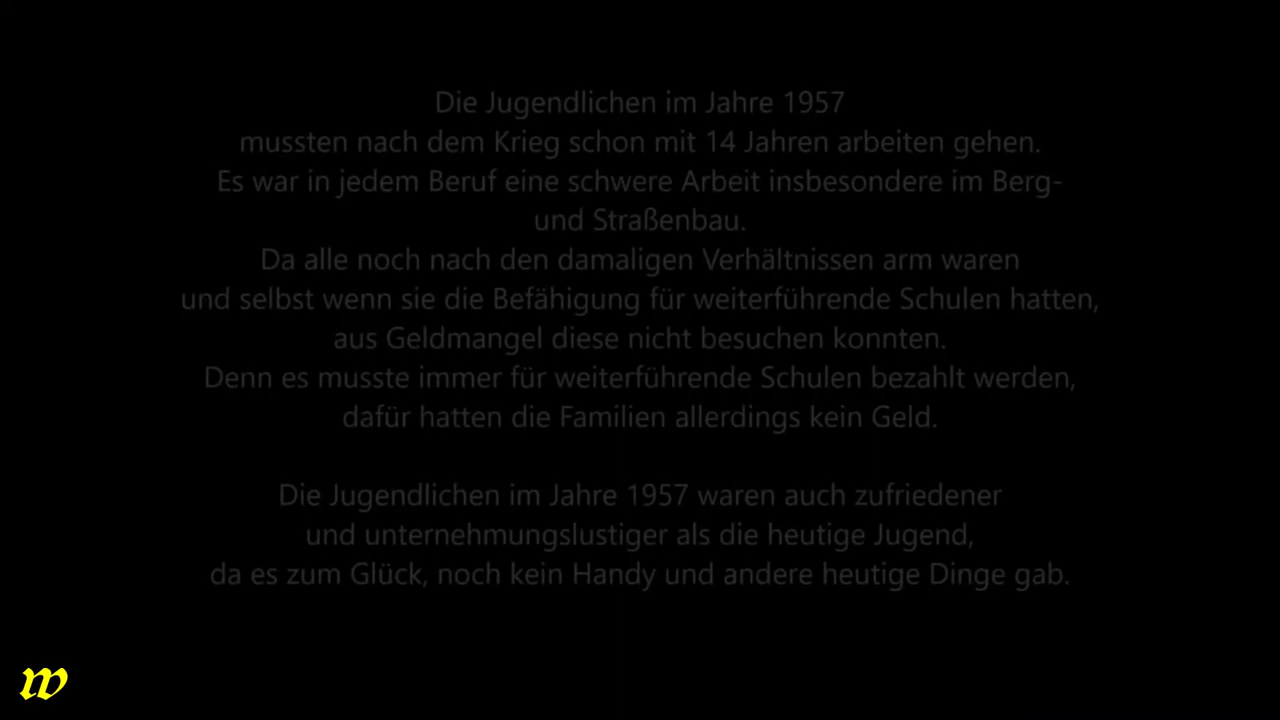 Die Jugendlichen im Jahre 1957
mussten nach dem Krieg schon mit 14 Jahren arbeiten gehen.
Es war in jedem Beruf eine schwere Arbeit insbesondere im Berg-
und Straßenbau.
Da alle noch nach den damaligen Verhältnissen arm waren
und selbst wenn sie die Befähigung für weiterführende Schulen hatten,
aus Geldmangel diese nicht besuchen konnten.
Denn es musste immer für weiterführende Schulen bezahlt werden,
dafür hatten die Familien allerdings kein Geld.
Die Jugendlichen im Jahre 1957 waren auch zufriedener
und unternehmungslustiger als die heutige Jugend,
da es zum Glück, noch kein Handy und andere heutige Dinge gab.
w